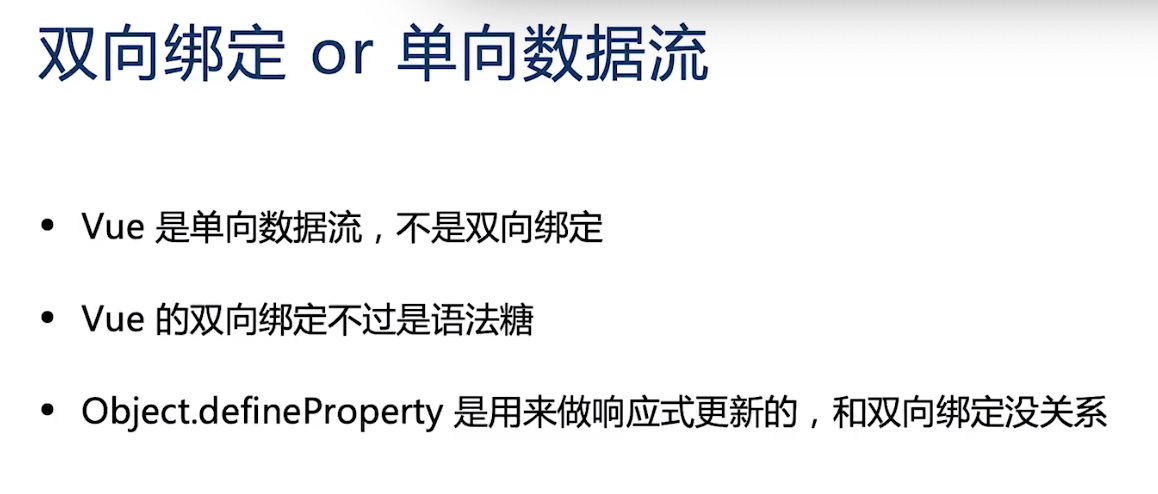 双向绑定 or 单向数据流
• Vue 是单向数据流，不是双向绑定
• Vue 的双向绑定不过是语法糖
• Object.defineProperty 是用来做响应式更新的，和双向绑定没关系